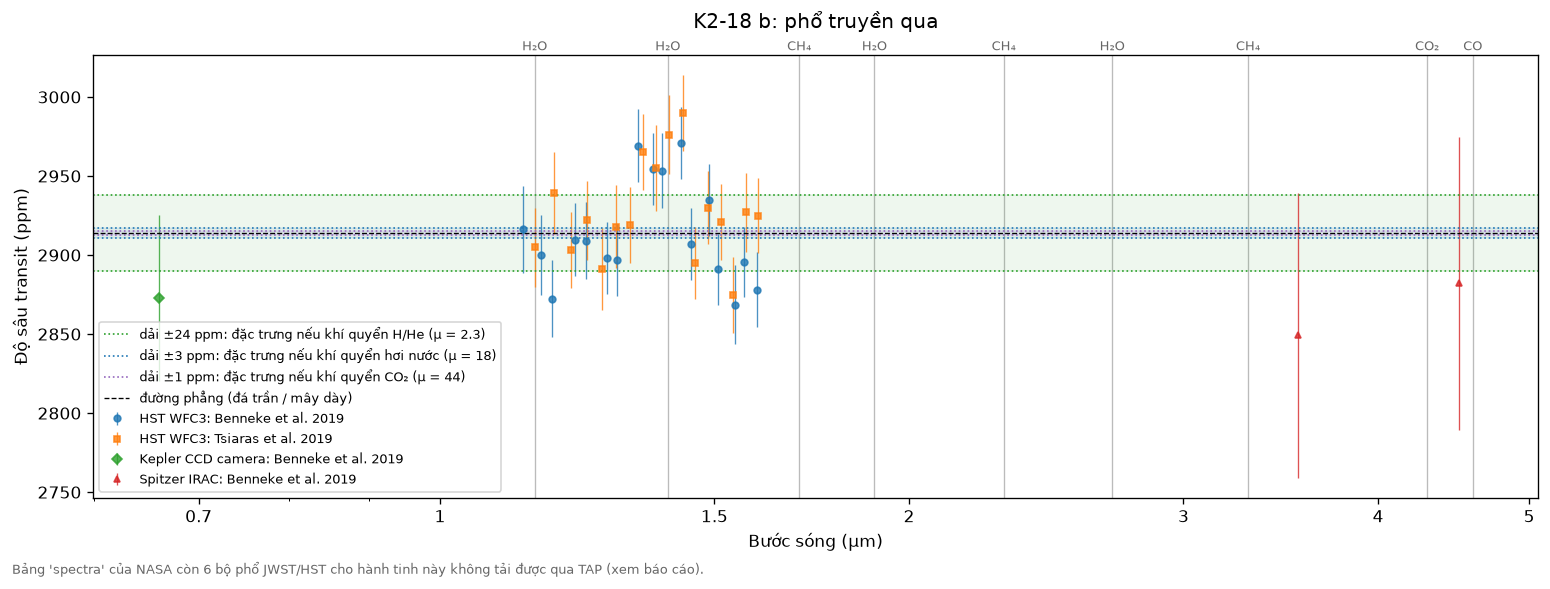 K2-18 b: phổ truyền qua
H₂O H₂O CH₄ H₂O CH₄ H₂O CH₄ CO₂ CO
Độ sâu transit (ppm)
3000
2950
2900
2850
2800
2750
dải ±24 ppm: đặc trưng nếu khí quyển H/He (μ = 2.3)
dải ±3 ppm: đặc trưng nếu khí quyển hơi nước (μ = 18)
dải ±1 ppm: đặc trưng nếu khí quyển CO₂ (μ = 44)
đường phẳng (đá trần / mây dày)
HST WFC3: Benneke et al. 2019
HST WFC3: Tsiaras et al. 2019
Kepler CCD camera: Benneke et al. 2019
Spitzer IRAC: Benneke et al. 2019
0.7 1 1.5 2 3 4 5
Bước sóng (μm)
Bảng 'spectra' của NASA còn 6 bộ phổ JWST/HST cho hành tinh này không tải được qua TAP (xem báo cáo).